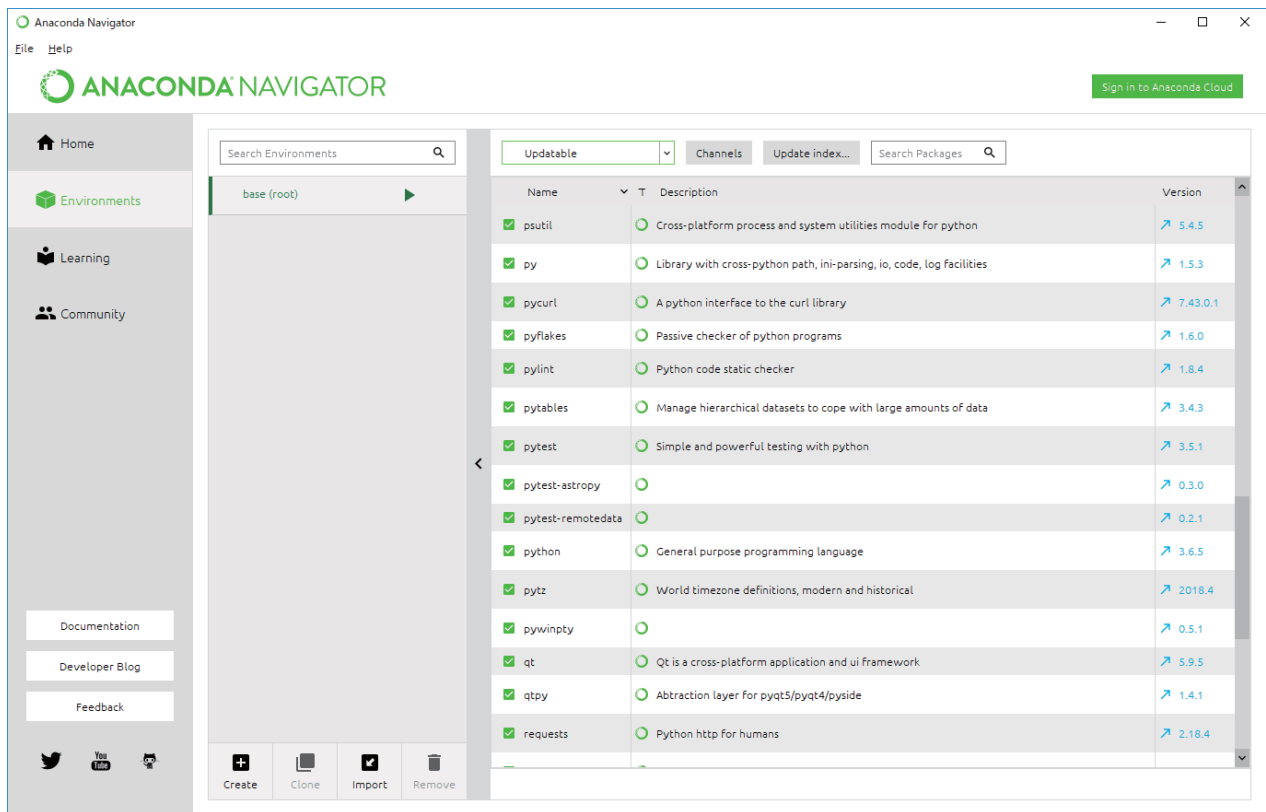 Anaconda Navigator
File Help
ANACONDA NAVIGATOR
Sign in to Anaconda Cloud
Home
Environments
Learning
Community
Documentation
Developer Blog
Feedback
You
Tube
Search Environments
base (root)
Create Clone Import Remove
Updatable Channels Update index... Search Packages
Name T Description Version
psutil Cross-platform process and system utilities module for python 5.4.5
py Library with cross-python path, ini-parsing, io, code, log facilities 1.5.3
pycurl A python interface to the curl library 7.43.0.1
pyflakes Passive checker of python programs 1.6.0
pylint Python code static checker 1.8.4
pytables Manage hierarchical datasets to cope with large amounts of data 3.4.3
pytest Simple and powerful testing with python 3.5.1
pytest-astropy 0.3.0
pytest-remotedata 0.2.1
python General purpose programming language 3.6.5
pytz World timezone definitions, modern and historical 2018.4
pywinpty 0.5.1
qt Qt is a cross-platform application and ui framework 5.9.5
qtpy Abtraction layer for pyqt5/pyqt4/pyside 1.4.1
requests Python http for humans 2.18.4